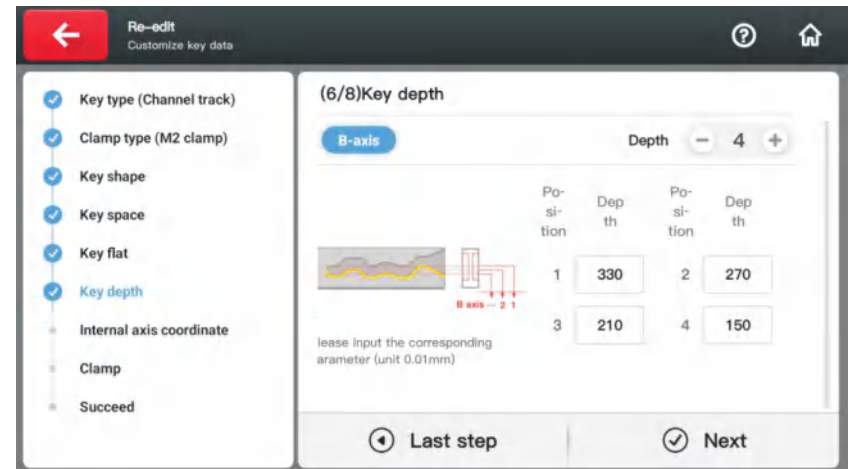 Re-edit
Customize key data
Key type (Channel track)
Clamp type (M2 clamp)
Key shape
Key space
Key flat
Key depth
Internal axis coordinate
Clamp
Succeed
(6/8)Key depth
B-axis
Depth - 4 +
Po-
si-
tion
Dep
th
Po-
si-
tion
Dep
th
1 330 2 270
3 210 4 150
B axis -- 2 1
lease input the corresponding
arameter (unit 0.01mm)
Last step
Next